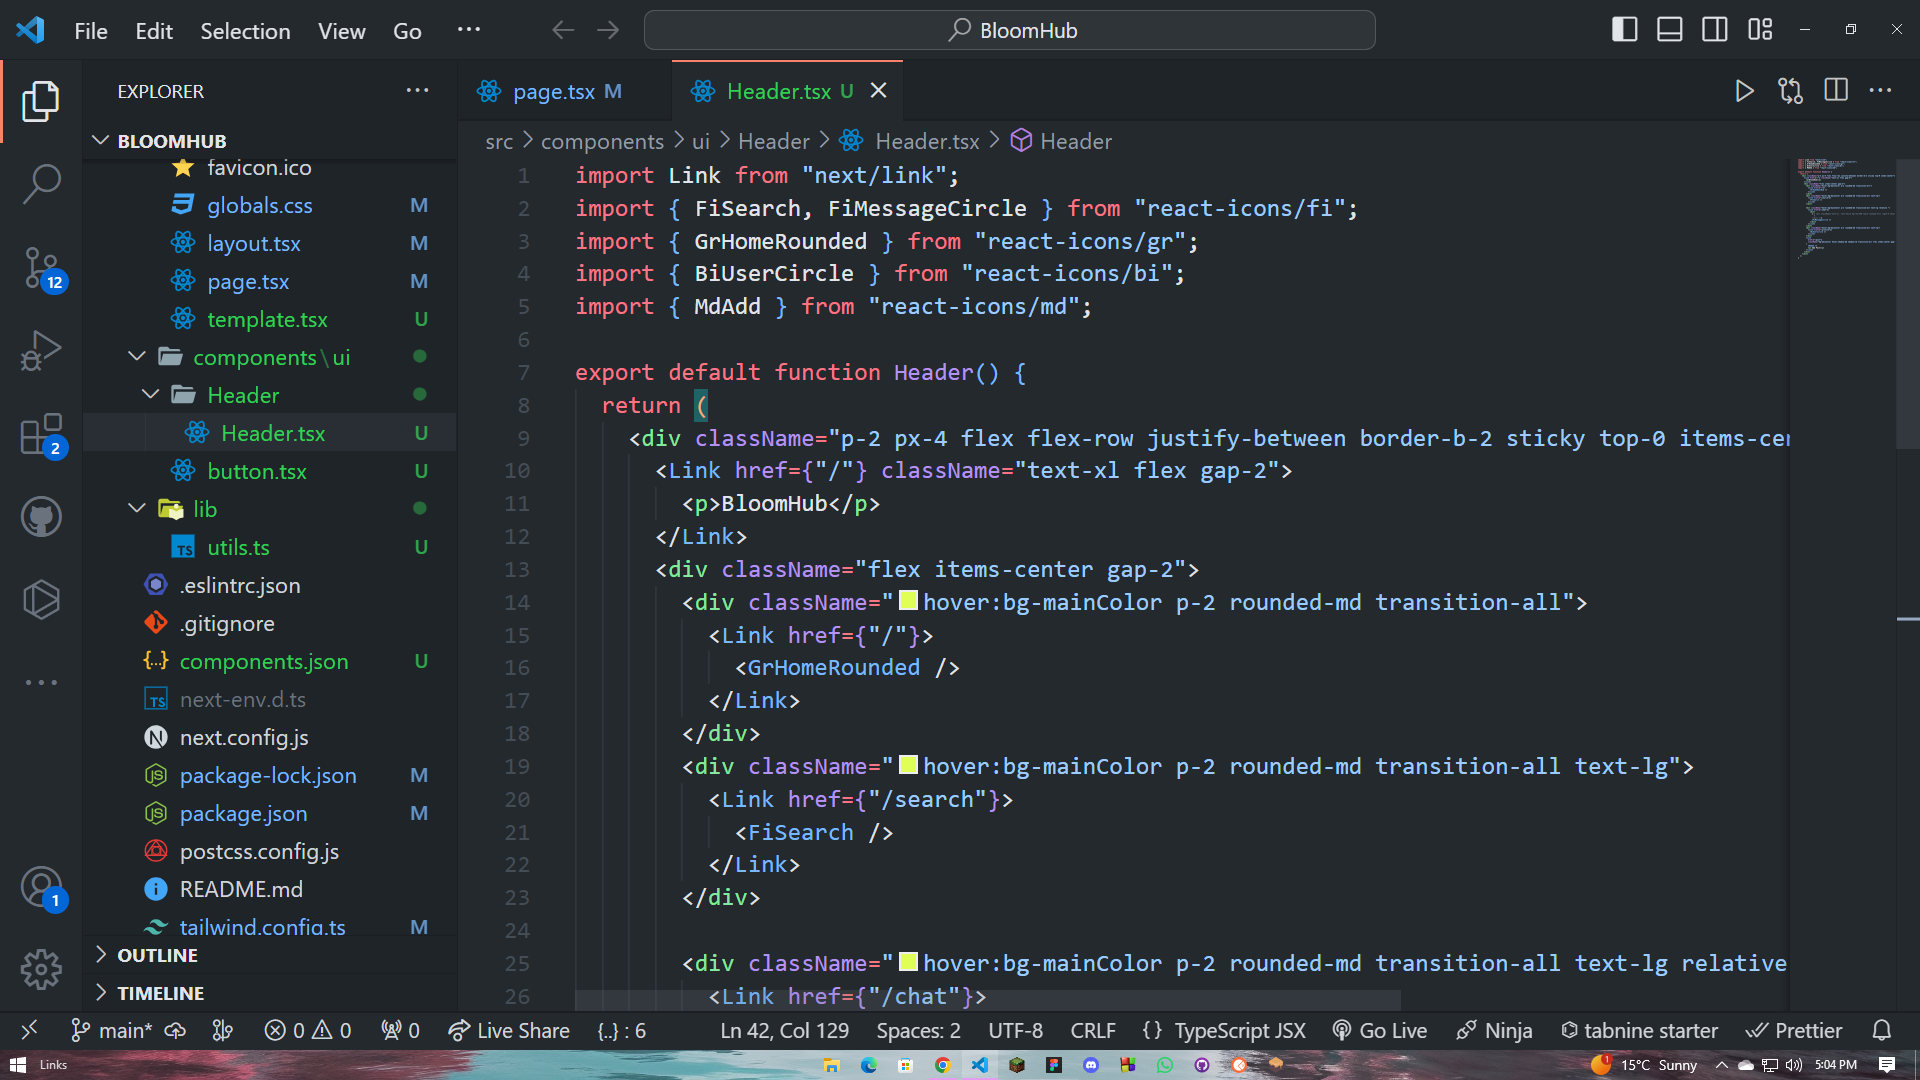 File Edit Selection View Go ···
BloomHub
EXPLORER
BLOOMHUB
favicon.ico
globals.css M
layout.tsx M
page.tsx M
template.tsx U
components\ui
Header
Header.tsx U
button.tsx U
lib
utils.ts U
.eslintrc.json
.gitignore
components.json U
next-env.d.ts
next.config.js
package-lock.json M
package.json M
postcss.config.js
README.md
tailwind.config.ts M
OUTLINE
TIMELINE
12
2
1
page.tsx M
Header.tsx U
src > components > ui > Header > Header.tsx > Header
1 import Link from "next/link";
2 import { FiSearch, FiMessageCircle } from "react-icons/fi";
3 import { GrHomeRounded } from "react-icons/gr";
4 import { BiUserCircle } from "react-icons/bi";
5 import { MdAdd } from "react-icons/md";
6
7 export default function Header() {
8 return (
9 <div className="p-2 px-4 flex flex-row justify-between border-b-2 sticky top-0 items-cen
10 <Link href={"/"} className="text-xl flex gap-2">
11 <p>BloomHub</p>
12 </Link>
13 <div className="flex items-center gap-2">
14 <div className="hover:bg-mainColor p-2 rounded-md transition-all">
15 <Link href={"/"}>
16 <GrHomeRounded />
17 </Link>
18 </div>
19 <div className="hover:bg-mainColor p-2 rounded-md transition-all text-lg">
20 <Link href={"/search"}>
21 <FiSearch />
22 </Link>
23 </div>
24
25 <div className="hover:bg-mainColor p-2 rounded-md transition-all text-lg relative
26 <Link href={"/chat"}>
main* 0 0 0 Live Share {..} : 6 Ln 42, Col 129 Spaces: 2 UTF-8 CRLF {} TypeScript JSX Go Live Ninja tabnine starter Prettier
Links 1 15°C Sunny 5:04 PM